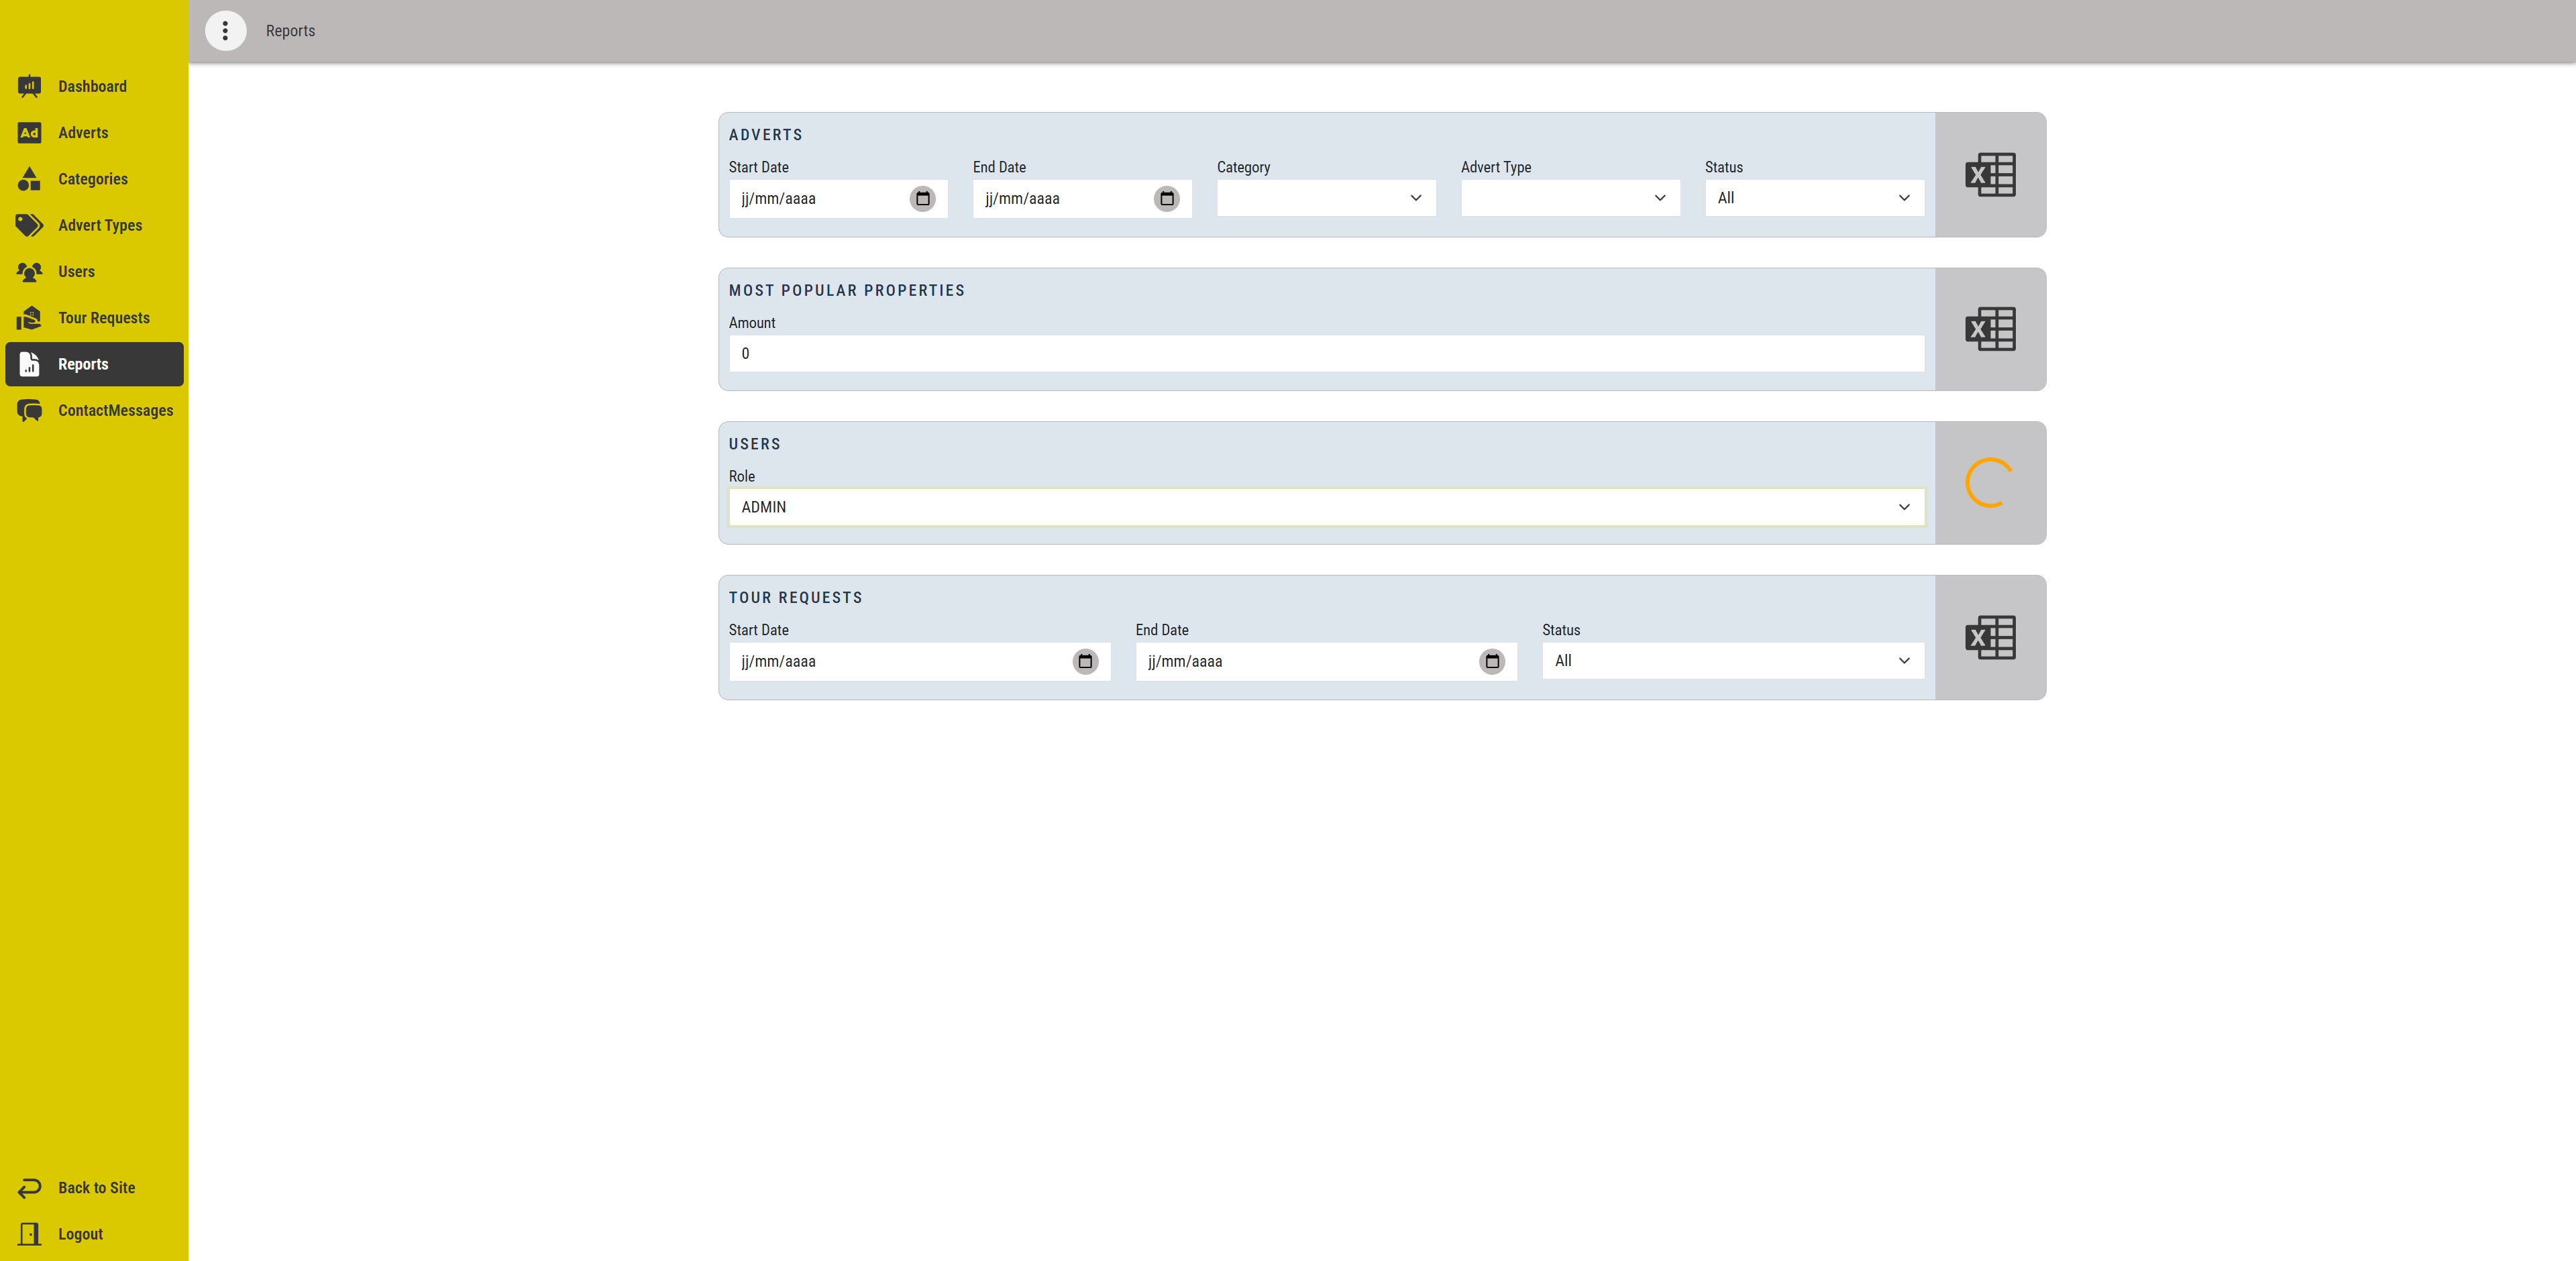 Reports
Dashboard
Adverts
Categories
Advert Types
Users
Tour Requests
Reports
ContactMessages
Back to Site
Logout
ADVERTS
Start Date End Date Category Advert Type Status
jj/mm/aaaa jj/mm/aaaa All
MOST POPULAR PROPERTIES
Amount
0
USERS
Role
ADMIN
TOUR REQUESTS
Start Date End Date Status
jj/mm/aaaa jj/mm/aaaa All
Ad
X
X
X